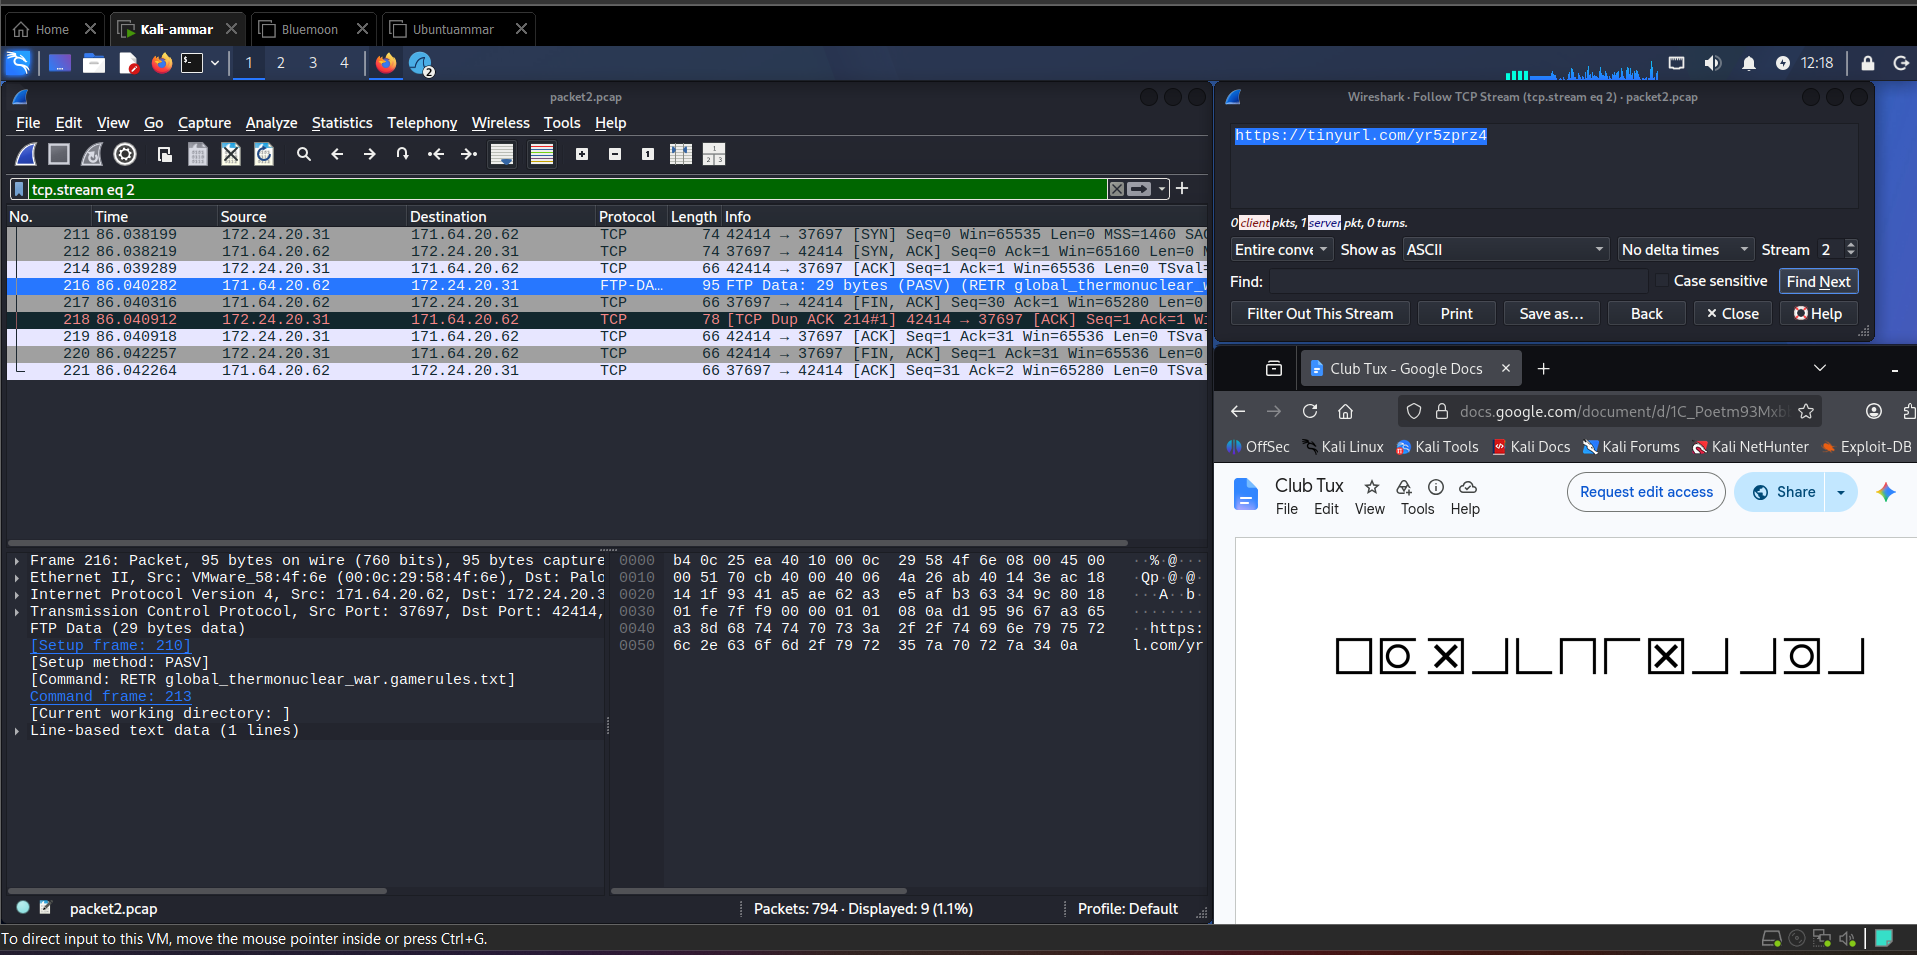 Home
Kali-ammar
Bluemoon
Ubuntuammar
1 2 3 4
2
12:18
packet2.pcap
File Edit View Go Capture Analyze Statistics Telephony Wireless Tools Help
tcp.stream eq 2
No. Time Source Destination Protocol Length Info
211 86.038199 172.24.20.31 171.64.20.62 TCP 74 42414 → 37697 [SYN] Seq=0 Win=65535 Len=0 MSS=1460 SAC
212 86.038219 171.64.20.62 172.24.20.31 TCP 74 37697 → 42414 [SYN, ACK] Seq=0 Ack=1 Win=65160 Len=0 M
214 86.039289 172.24.20.31 171.64.20.62 TCP 66 42414 → 37697 [ACK] Seq=1 Ack=1 Win=65536 Len=0 TSval=
216 86.040282 171.64.20.62 172.24.20.31 FTP-DA… 95 FTP Data: 29 bytes (PASV) (RETR global_thermonuclear_w
217 86.040316 171.64.20.62 172.24.20.31 TCP 66 37697 → 42414 [FIN, ACK] Seq=30 Ack=1 Win=65280 Len=0
218 86.040912 172.24.20.31 171.64.20.62 TCP 78 [TCP Dup ACK 214#1] 42414 → 37697 [ACK] Seq=1 Ack=1 Wi
219 86.040918 172.24.20.31 171.64.20.62 TCP 66 42414 → 37697 [ACK] Seq=1 Ack=31 Win=65536 Len=0 TSva
220 86.042257 172.24.20.31 171.64.20.62 TCP 66 42414 → 37697 [FIN, ACK] Seq=1 Ack=31 Win=65536 Len=0
221 86.042264 171.64.20.62 172.24.20.31 TCP 66 37697 → 42414 [ACK] Seq=31 Ack=2 Win=65280 Len=0 TSval
Frame 216: Packet, 95 bytes on wire (760 bits), 95 bytes capture
Ethernet II, Src: VMware_58:4f:6e (00:0c:29:58:4f:6e), Dst: Palo
Internet Protocol Version 4, Src: 171.64.20.62, Dst: 172.24.20.3
Transmission Control Protocol, Src Port: 37697, Dst Port: 42414,
FTP Data (29 bytes data)
[Setup frame: 210]
[Setup method: PASV]
[Command: RETR global_thermonuclear_war.gamerules.txt]
Command frame: 213
[Current working directory: ]
Line-based text data (1 lines)
0000 b4 0c 25 ea 40 10 00 0c 29 58 4f 6e 08 00 45 00 ··%·@···
0010 00 51 70 cb 40 00 40 06 4a 26 ab 40 14 3e ac 18 ·Qp·@·@·
0020 14 1f 93 41 a5 ae 62 a3 e5 af b3 63 34 9c 80 18 ···A··b·
0030 01 fe 7f f9 00 00 01 01 08 0a d1 95 96 67 a3 65 ········
0040 a3 8d 68 74 74 70 73 3a 2f 2f 74 69 6e 79 75 72 ··https:
0050 6c 2e 63 6f 6d 2f 79 72 35 7a 70 72 7a 34 0a l.com/yr
packet2.pcap
Packets: 794 · Displayed: 9 (1.1%)
Profile: Default
Wireshark · Follow TCP Stream (tcp.stream eq 2) · packet2.pcap
https://tinyurl.com/yr5zprz4
0 client pkts, 1 server pkt, 0 turns.
Entire conve Show as ASCII No delta times Stream 2
Find: Case sensitive Find Next
Filter Out This Stream Print Save as… Back × Close Help
Club Tux - Google Docs
docs.google.com/document/d/1C_Poetm93Mxb
OffSec Kali Linux Kali Tools Kali Docs Kali Forums Kali NetHunter Exploit-DB
Club Tux
File Edit View Tools Help
Request edit access
Share
To direct input to this VM, move the mouse pointer inside or press Ctrl+G.